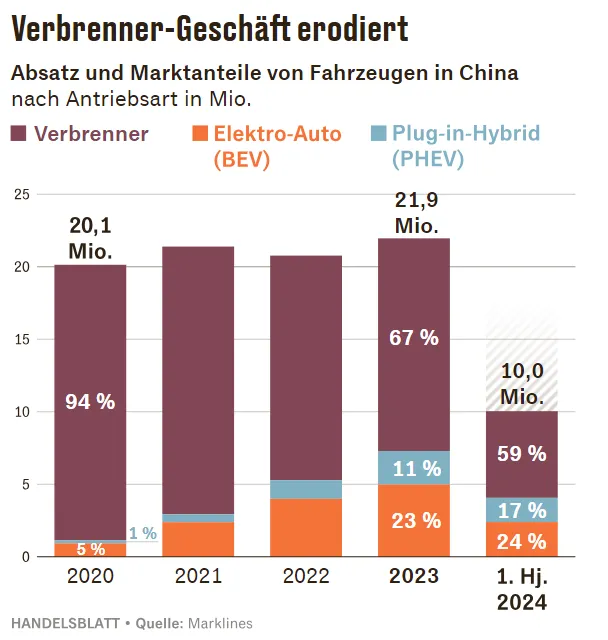 Verbrenner-Geschäft erodiert
Absatz und Marktanteile von Fahrzeugen in China
nach Antriebsart in Mio.
Verbrenner
Elektro-Auto
(BEV)
Plug-in-Hybrid
(PHEV)
25
20
15
10
5
0
20,1
Mio.
94 %
1 %
5 %
21,9
Mio.
67 %
11 %
23 %
10,0
Mio.
59 %
17 %
24 %
2020
2021
2022
2023
1. Hj.
2024
HANDELSBLATT • Quelle: Marklines